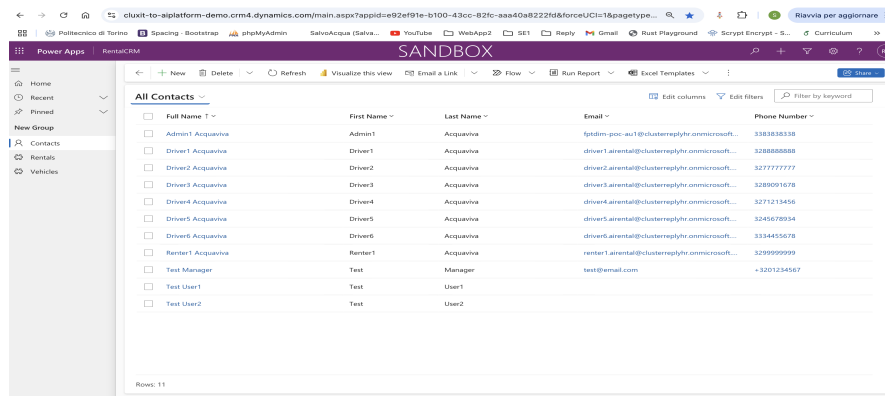 cluxit-to-aiplatform-demo.crm4.dynamics.com/main.aspx?appid=e92ef91e-b100-43cc-82fc-aaa40a8222fd&forceUCI=1&pagetype... S Riavvia per aggiornare
Politecnico di Torino B Spacing - Bootstrap phpMyAdmin SalvoAcqua (Salva... YouTube WebApp2 SE1 Reply Gmail Rust Playground Scrypt Encrypt - S... Curriculum »
Power Apps RentalCRM SANDBOX
New Delete Refresh Visualize this view Email a Link Flow Run Report Excel Templates Share
Home
Recent
Pinned
New Group
Contacts
Rentals
Vehicles
All Contacts Edit columns Edit filters Filter by keyword
Full Name ↑ First Name Last Name Email Phone Number
Admin1 Acquaviva Admin1 Acquaviva fptdim-poc-au1@clusterreplyhr.onmicrosoft... 3383838338
Driver1 Acquaviva Driver1 Acquaviva driver1.airental@clusterreplyhr.onmicrosoft... 3288888888
Driver2 Acquaviva Driver2 Acquaviva driver2.airental@clusterreplyhr.onmicrosoft... 3277777777
Driver3 Acquaviva Driver3 Acquaviva driver3.airental@clusterreplyhr.onmicrosoft... 3289091678
Driver4 Acquaviva Driver4 Acquaviva driver4.airental@clusterreplyhr.onmicrosoft... 3271213456
Driver5 Acquaviva Driver5 Acquaviva driver5.airental@clusterreplyhr.onmicrosoft... 3245678934
Driver6 Acquaviva Driver6 Acquaviva driver6.airental@clusterreplyhr.onmicrosoft... 3334455678
Renter1 Acquaviva Renter1 Acquaviva renter1.airental@clusterreplyhr.onmicrosoft... 3299999999
Test Manager Test Manager test@email.com +3201234567
Test User1 Test User1
Test User2 Test User2
Rows: 11